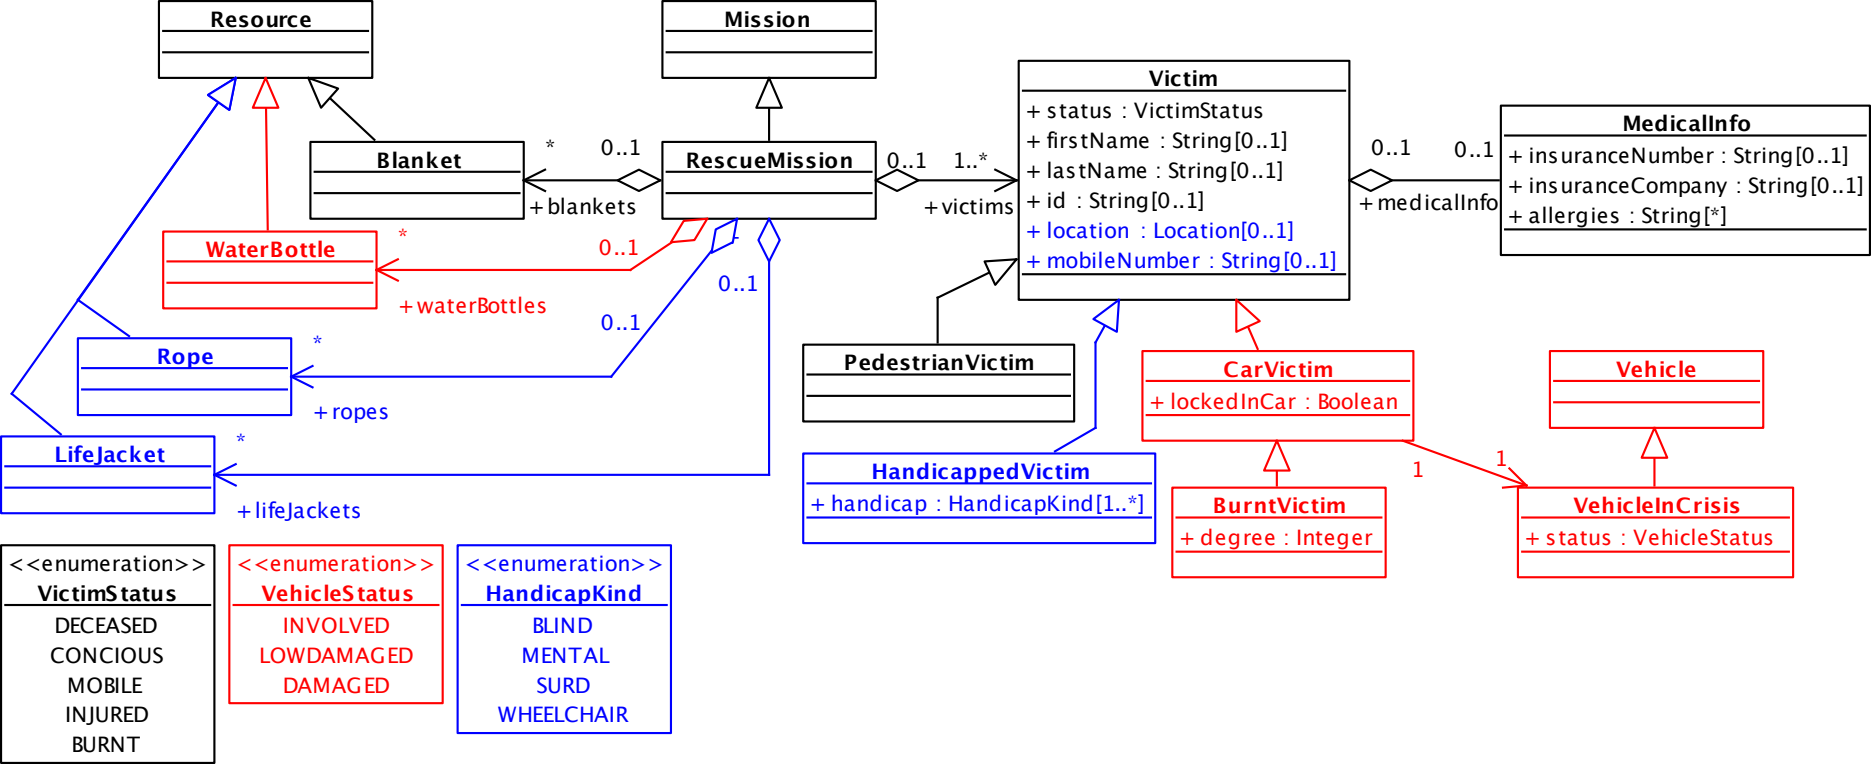 Resource
Mission
Victim
+ status : VictimStatus
+ firstName : String[0..1]
+ lastName : String[0..1]
+ id : String[0..1]
+ location : Location[0..1]
+ mobileNumber : String[0..1]
MedicalInfo
+ insuranceNumber : String[0..1]
+ insuranceCompany : String[0..1]
+ allergies : String[*]
Blanket
*
0..1
RescueMission
0..1
1..*
0..1
0..1
+blankets
+victims
+medicalInfo
WaterBottle
*
0..1
+waterBottles
0..1
0..1
Rope
*
+ropes
LifeJacket
*
+lifeJackets
PedestrianVictim
CarVictim
+ lockedInCar : Boolean
Vehicle
1
1
HandicappedVictim
+ handicap : HandicapKind[1..*]
BurntVictim
+ degree : Integer
VehicleInCrisis
+ status : VehicleStatus
<<enumeration>>
VictimStatus
DECEASED
CONCIOUS
MOBILE
INJURED
BURNT
<<enumeration>>
VehicleStatus
INVOLVED
LOWDAMAGED
DAMAGED
<<enumeration>>
HandicapKind
BLIND
MENTAL
SURD
WHEELCHAIR